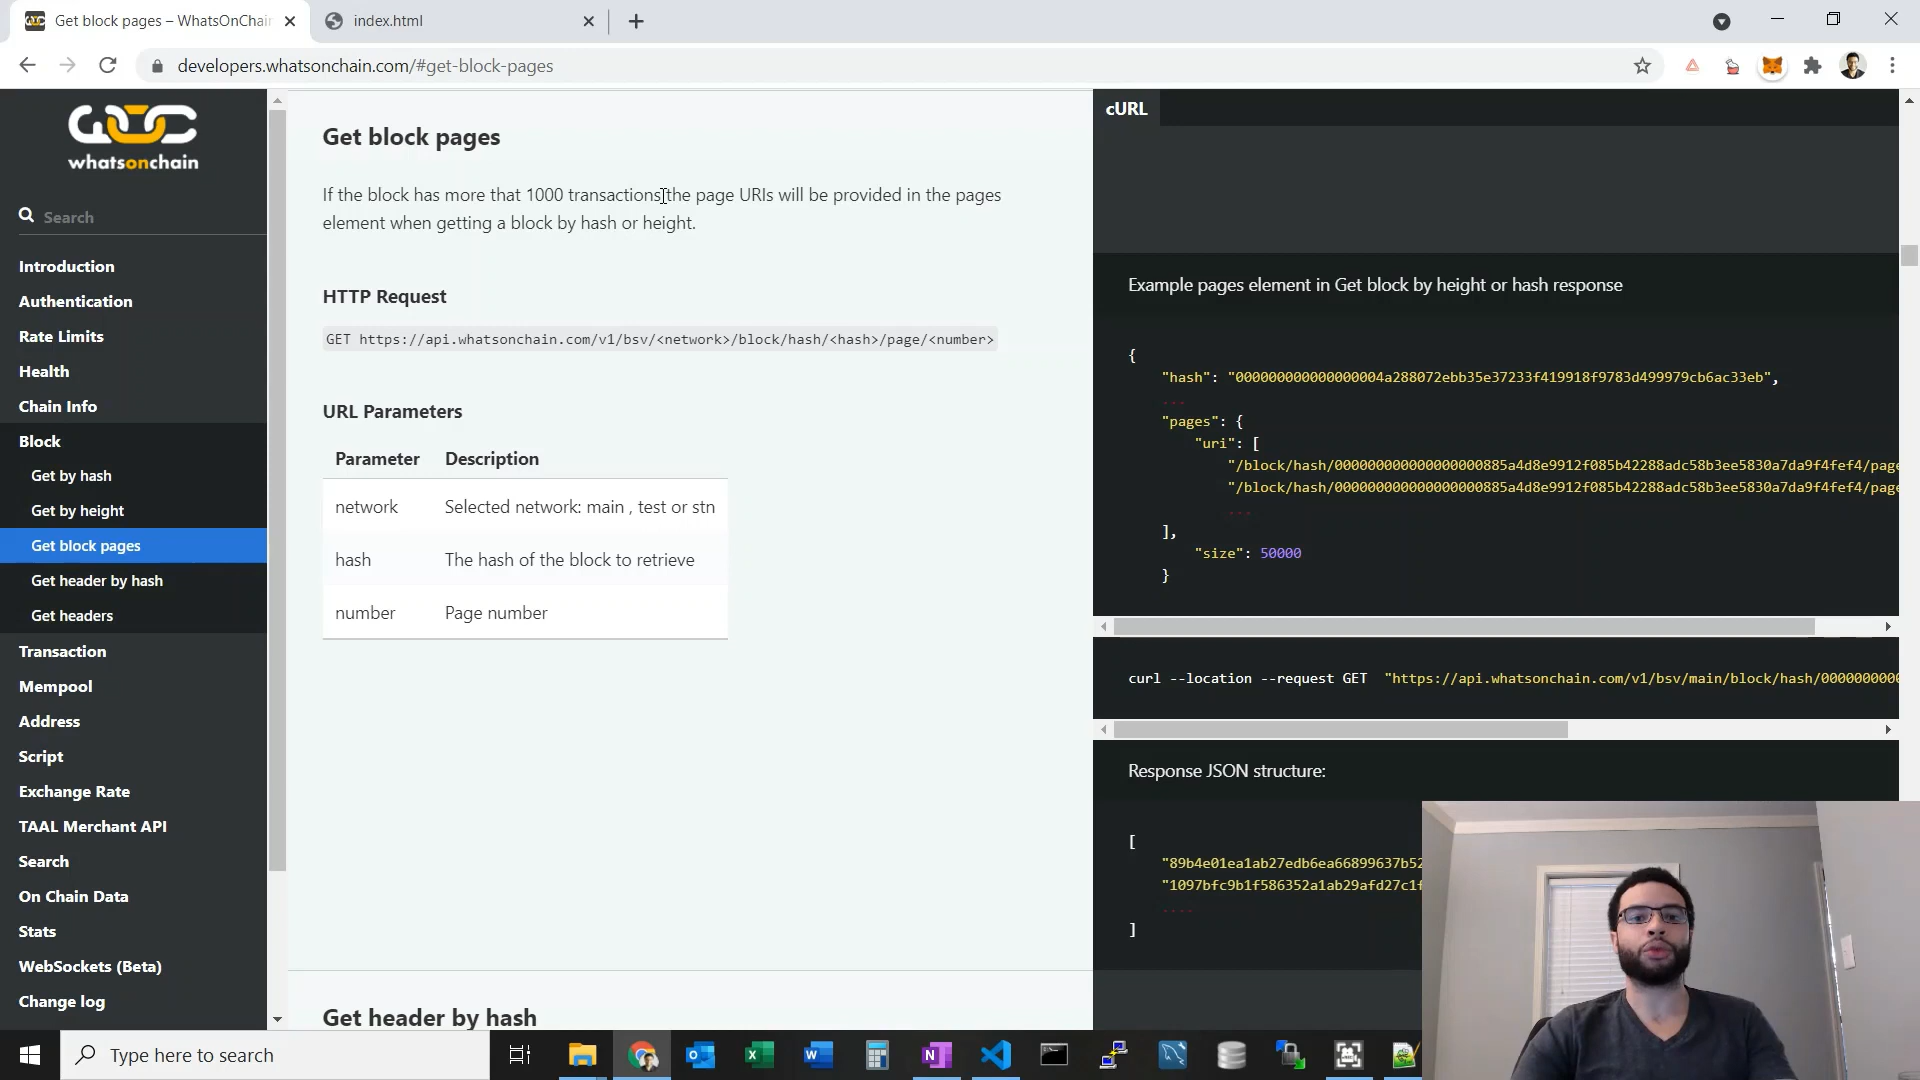 Get block pages – WhatsOnChain
index.html
developers.whatsonchain.com/#get-block-pages
whatsonchain
Search
Introduction
Authentication
Rate Limits
Health
Chain Info
Block
Get by hash
Get by height
Get block pages
Get header by hash
Get headers
Transaction
Mempool
Address
Script
Exchange Rate
TAAL Merchant API
Search
On Chain Data
Stats
WebSockets (Beta)
Change log
Get block pages
If the block has more that 1000 transactions the page URIs will be provided in the pages
element when getting a block by hash or height.
HTTP Request
GET https://api.whatsonchain.com/v1/bsv/<network>/block/hash/<hash>/page/<number>
URL Parameters
Parameter Description
network Selected network: main , test or stn
hash The hash of the block to retrieve
number Page number
Get header by hash
cURL
Example pages element in Get block by height or hash response
{
"hash": "000000000000000004a288072ebb35e37233f419918f9783d499979cb6ac33eb",
...
"pages": {
"uri": [
"/block/hash/000000000000000000885a4d8e9912f085b42288adc58b3ee5830a7da9f4fef4/page
"/block/hash/000000000000000000885a4d8e9912f085b42288adc58b3ee5830a7da9f4fef4/page
...
],
"size": 50000
}
curl --location --request GET "https://api.whatsonchain.com/v1/bsv/main/block/hash/0000000000
Response JSON structure:
[
"89b4e01ea1ab27edb6ea66899637b52
"1097bfc9b1f586352a1ab29afd27c1f
....
]
Type here to search